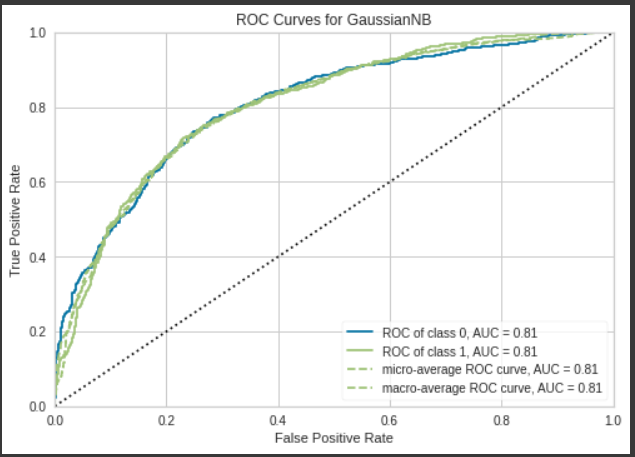 ROC Curves for GaussianNB
1.0
0.8
0.6
0.4
0.2
0.0
True Positive Rate
ROC of class 0, AUC = 0.81
ROC of class 1, AUC = 0.81
micro-average ROC curve, AUC = 0.81
macro-average ROC curve, AUC = 0.81
0.0 0.2 0.4 0.6 0.8 1.0
False Positive Rate